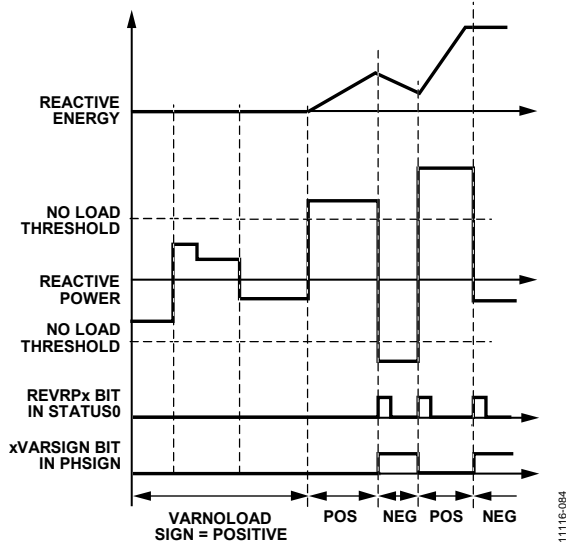 REACTIVE
ENERGY
NO LOAD
THRESHOLD
REACTIVE
POWER
NO LOAD
THRESHOLD
REVRPx BIT
IN STATUS0
xVARSIGN BIT
IN PHSIGN
VARNOLOAD
SIGN = POSITIVE
POS
NEG
POS
NEG
11116-084